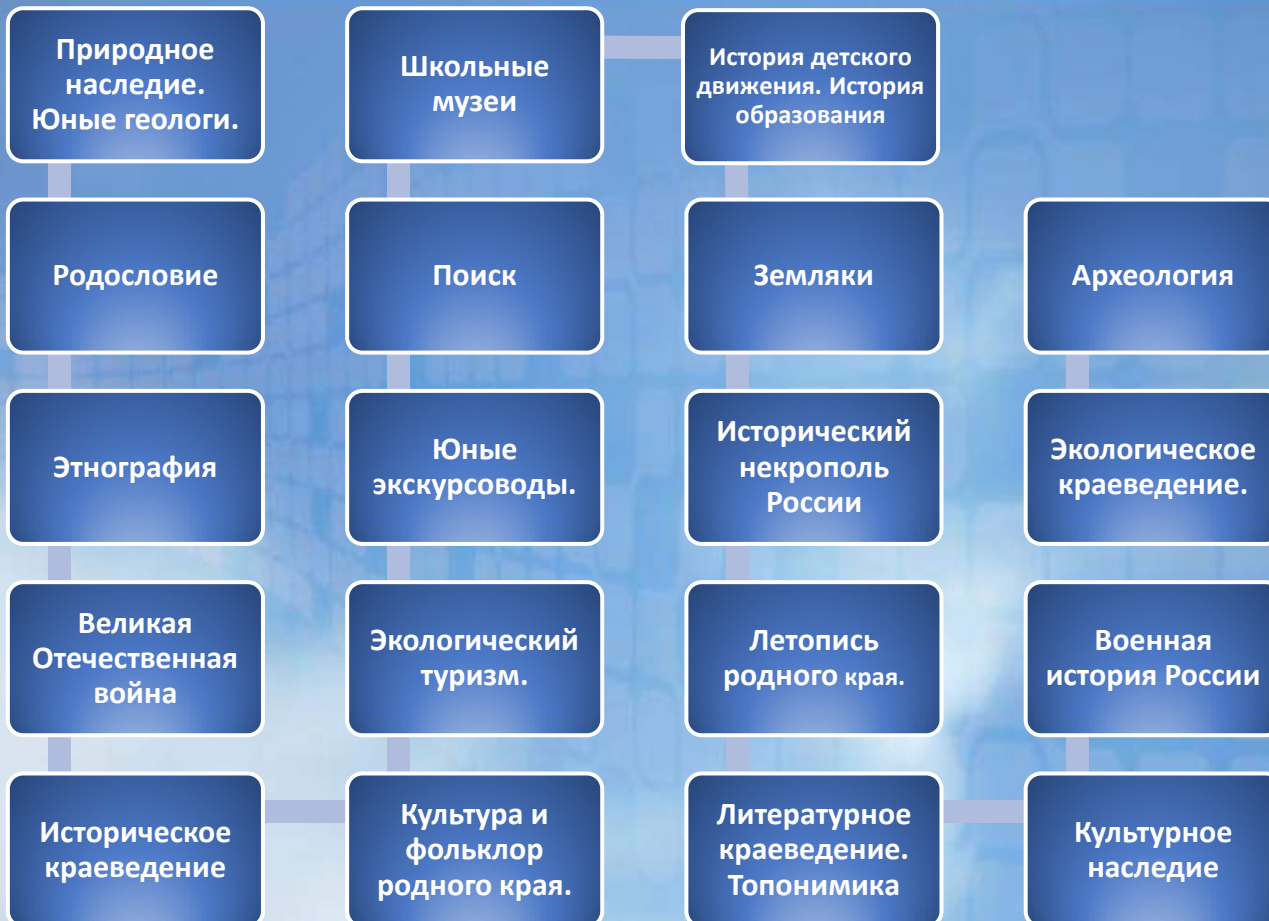 Природное
наследие.
Юные геологи.
Родословие
Этнография
Великая
Отечественная
война
Историческое
краеведение
Культура и
фольклор
родного края.
Экологический
туризм.
Юные
экскурсоводы.
Поиск
Школьные
музеи
История детского
движения. История
образования
Земляки
Исторический
некрополь
России
Летопись
родного края.
Литературное
краеведение.
Топонимика
Культурное
наследие
Военная
история России
Экологическое
краеведение.
Археология